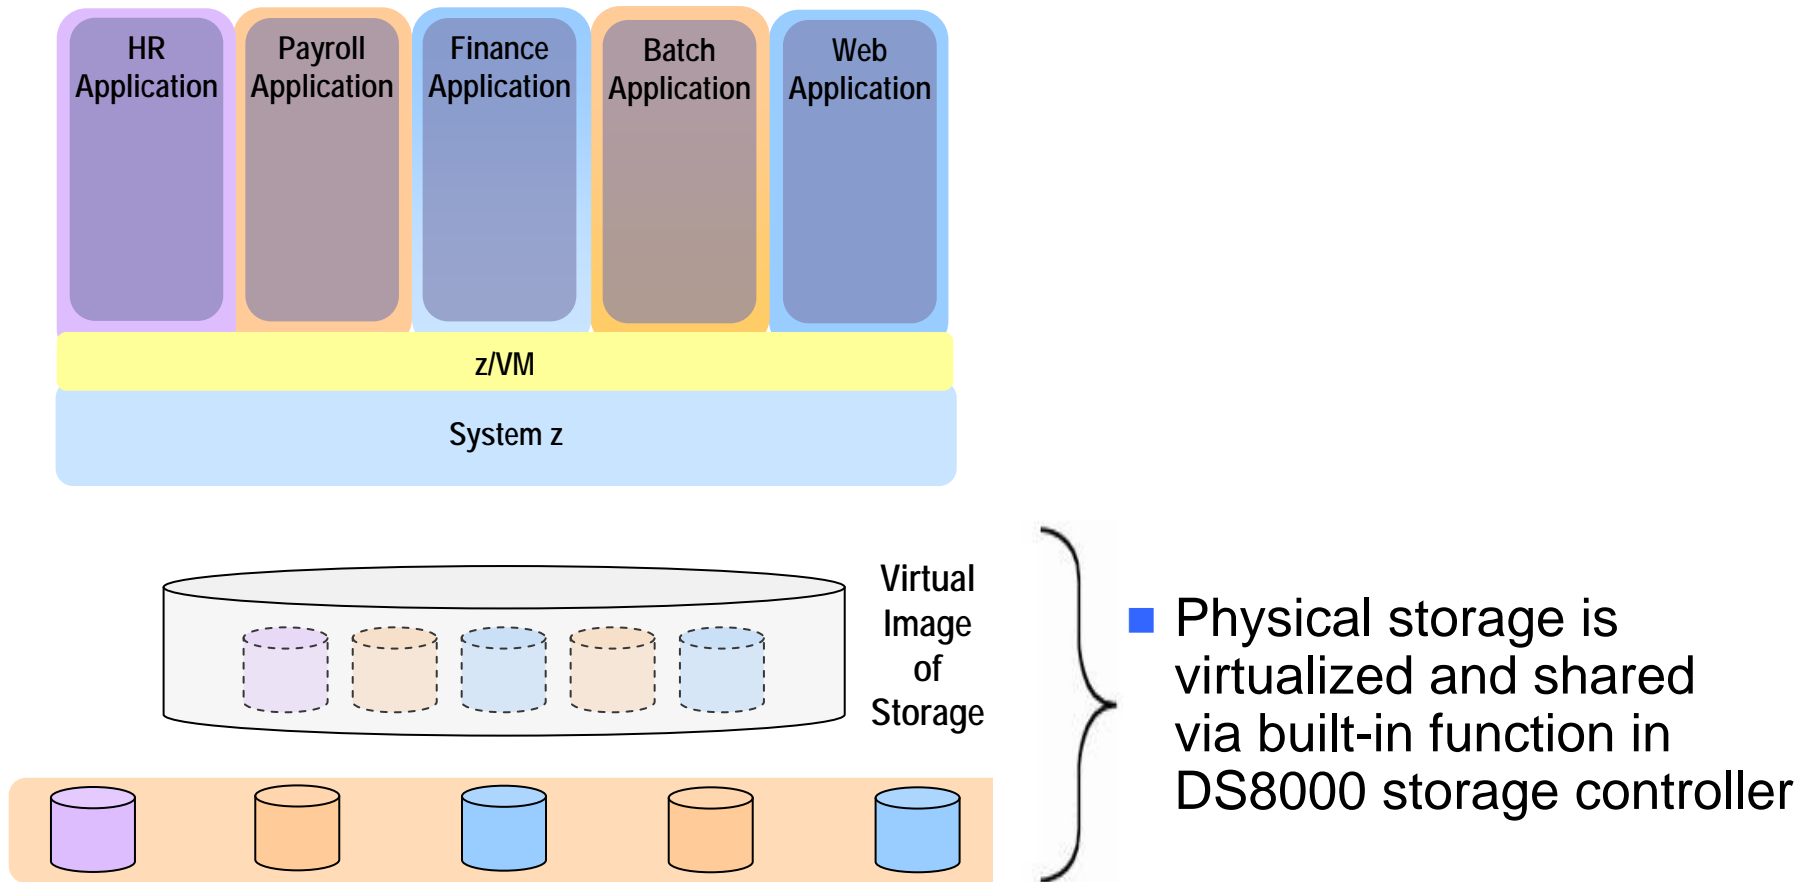 HR
Application
Payroll
Application
Finance
Application
Batch
Application
Web
Application
z/VM
System z
Virtual
Image
of
Storage
Physical storage is
virtualized and shared
via built-in function in
DS8000 storage controller